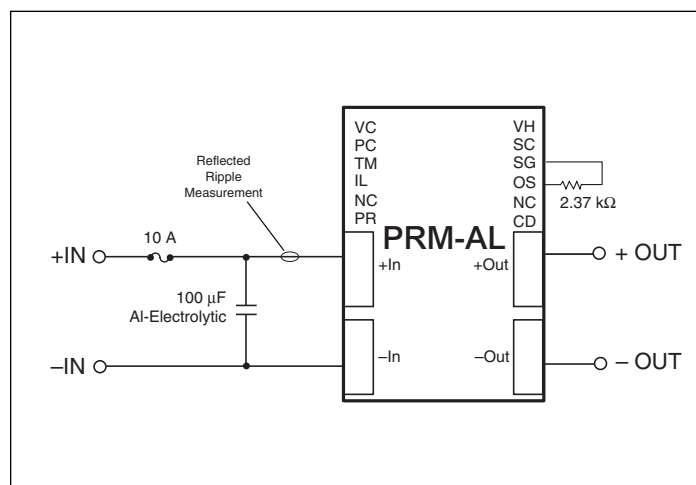 VC
PC
TM
IL
NC
PR
VH
SC
SG
OS
NC
CD
2.37 kΩ
PRM-AL
Reflected
Ripple
Measurement
10 A
+IN
+In
+Out
+ OUT
100 μF
Al-Electrolytic
–IN
–In
–Out
– OUT